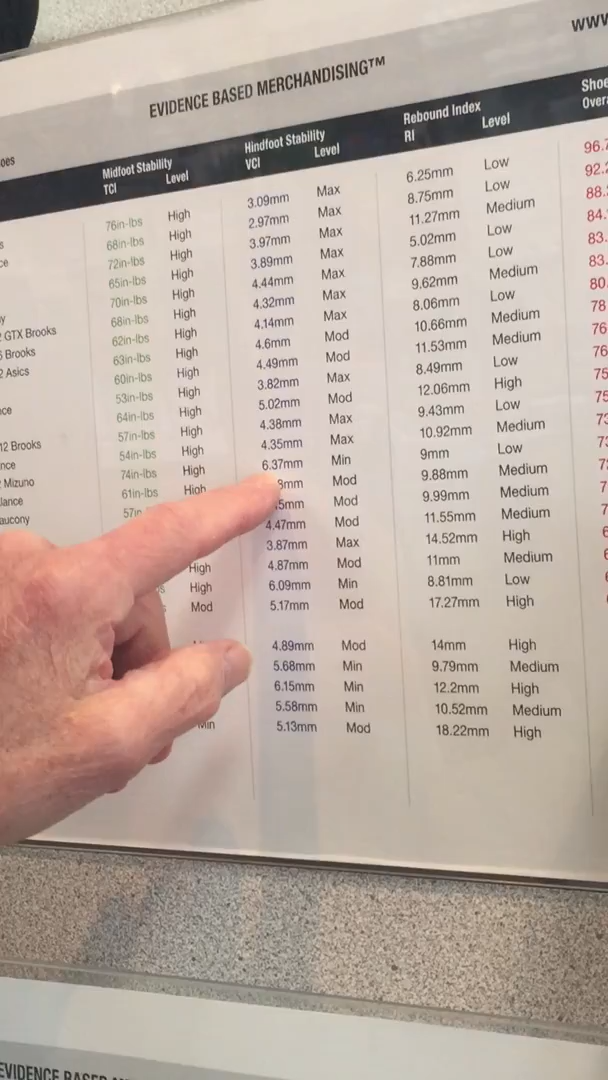 WWW
EVIDENCE BASED MERCHANDISING™
oes Midfoot Stability Hindfoot Stability Rebound Index Shoe
TCI Level VCI Level RI Level Over
76in-lbs High 3.09mm Max 6.25mm Low 96.7
68in-lbs High 2.97mm Max 8.75mm Low 92.2
72in-lbs High 3.97mm Max 11.27mm Medium 88.
65in-lbs High 3.89mm Max 5.02mm Low 84.
70in-lbs High 4.44mm Max 7.88mm Low 83.
GTX Brooks 68in-lbs High 4.32mm Max 9.62mm Medium 83.
Brooks 62in-lbs High 4.14mm Max 8.06mm Low 80
2 Asics 63in-lbs High 4.6mm Mod 10.66mm Medium 78
60in-lbs High 4.49mm Mod 11.53mm Medium 76
nce 53in-lbs High 3.82mm Max 8.49mm Low 76
64in-lbs High 5.02mm Mod 12.06mm High 75
12 Brooks 57in-lbs High 4.38mm Max 9.43mm Low 75
nce 54in-lbs High 4.35mm Max 10.92mm Medium 73
Mizuno 74in-lbs High 6.37mm Min 9mm Low 73
lance 61in-lbs High 3mm Mod 9.88mm Medium 72
aucony 57in 5mm Mod 9.99mm Medium 7
4.47mm Mod 11.55mm Medium 7
3.87mm Max 14.52mm High
High 4.87mm Mod 11mm Medium
High 6.09mm Min 8.81mm Low
Mod 5.17mm Mod 17.27mm High
4.89mm Mod 14mm High
5.68mm Min 9.79mm Medium
6.15mm Min 12.2mm High
5.58mm Min 10.52mm Medium
Min 5.13mm Mod 18.22mm High
EVIDENCE BASED